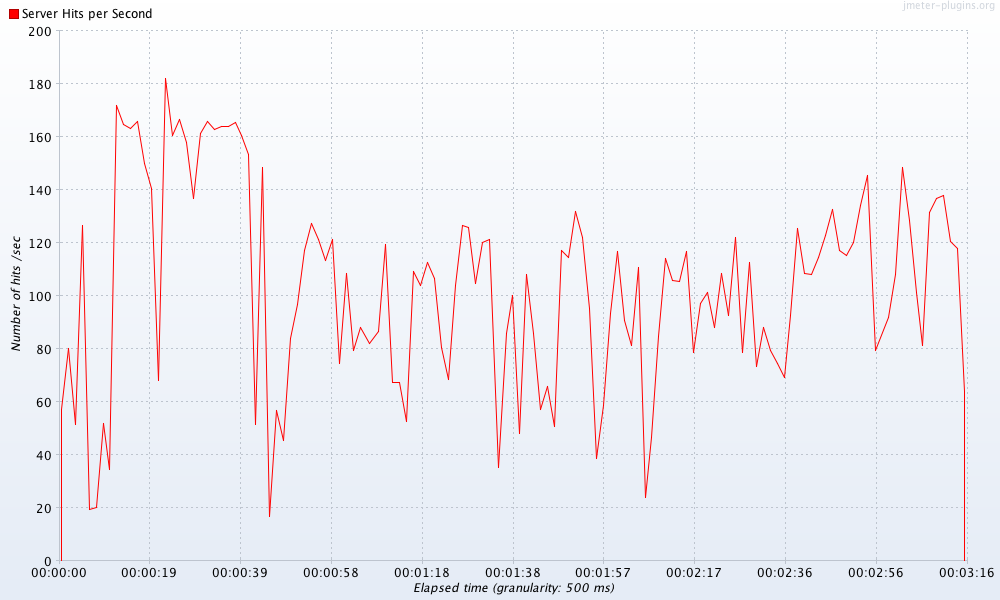 jmeter-plugins.org
Server Hits per Second
200
180
160
140
120
100
80
60
40
20
0
Number of hits /sec
00:00:00 00:00:19 00:00:39 00:00:58 00:01:18 00:01:38 00:01:57 00:02:17 00:02:36 00:02:56 00:03:16
Elapsed time (granularity: 500 ms)